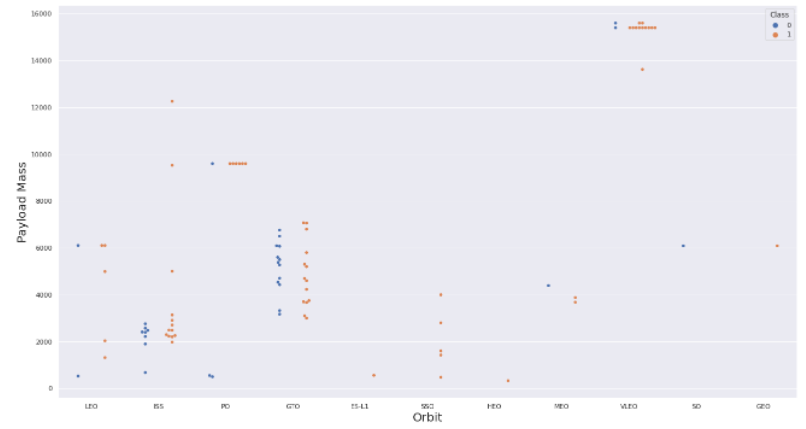 Class
0
1
16000
14000
12000
10000
8000
6000
4000
2000
0
Payload Mass
LEO ISS PO GTO ES-L1 SSO HEO MEO VLEO SO GEO
Orbit